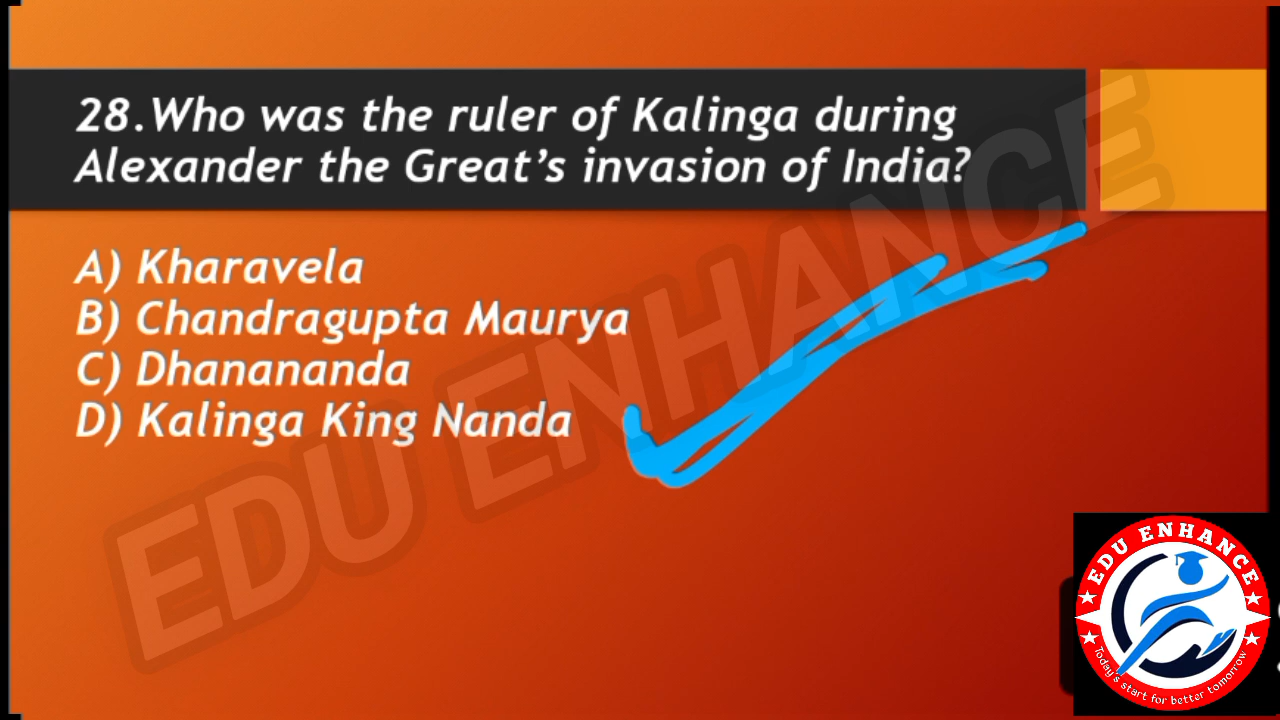 28.Who was the ruler of Kalinga during
Alexander the Great’s invasion of India?
A) Kharavela
B) Chandragupta Maurya
C) Dhanananda
D) Kalinga King Nanda
EDU ENHANCE
EDU ENHANCE
Today's start for better tomorrow